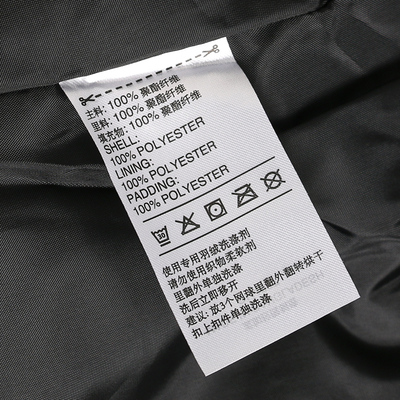 主料: 100% 聚酯纤维
里料: 100% 聚酯纤维
填充物: 100% 聚酯纤维
SHELL:
100% POLYESTER
LINING:
100% POLYESTER
PADDING:
100% POLYESTER
30
使用专用羽绒洗涤剂
请勿使用织物柔软剂
里面翻外单独洗涤
洗后立即移开
建议: 放3个网球里翻外翻转烘干
扣上扣件单独洗涤